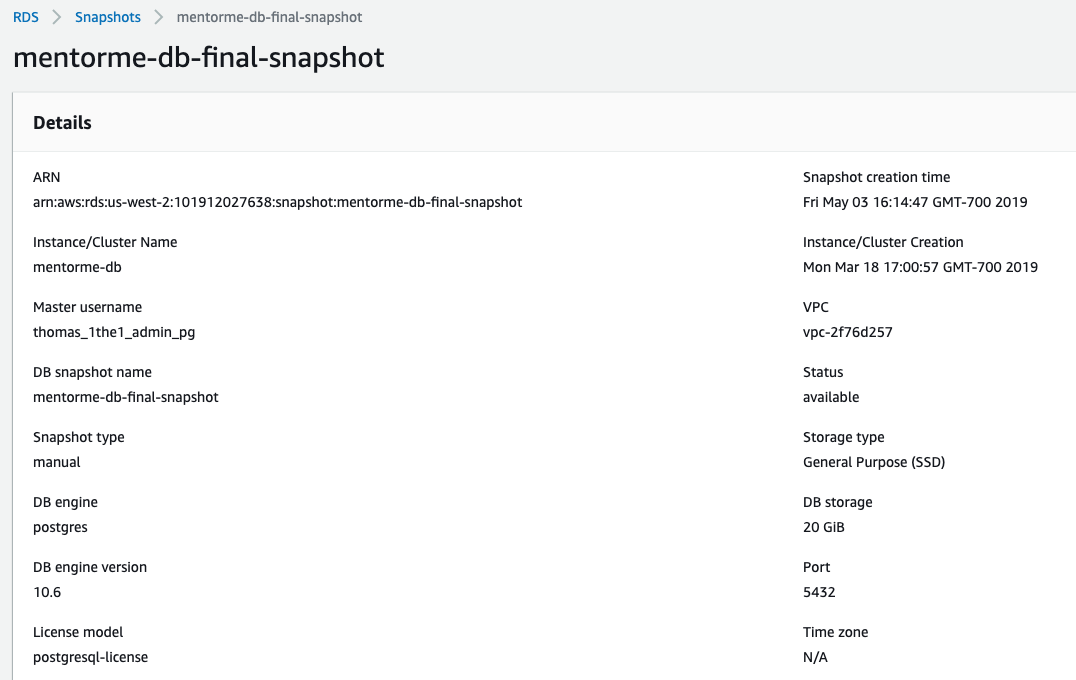 RDS > Snapshots > mentorme-db-final-snapshot
mentorme-db-final-snapshot
Details
ARN
arn:aws:rds:us-west-2:101912027638:snapshot:mentorme-db-final-snapshot
Instance/Cluster Name
mentorme-db
Master username
thomas_1the1_admin_pg
DB snapshot name
mentorme-db-final-snapshot
Snapshot type
manual
DB engine
postgres
DB engine version
10.6
License model
postgresql-license
Snapshot creation time
Fri May 03 16:14:47 GMT-700 2019
Instance/Cluster Creation
Mon Mar 18 17:00:57 GMT-700 2019
VPC
vpc-2f76d257
Status
available
Storage type
General Purpose (SSD)
DB storage
20 GiB
Port
5432
Time zone
N/A